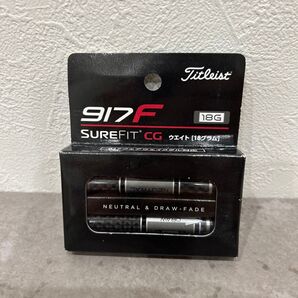 Titleist
917F
18G
SUREFIT® CG ウエイト [18グラム]
NEUTRAL & DRAW-FADE